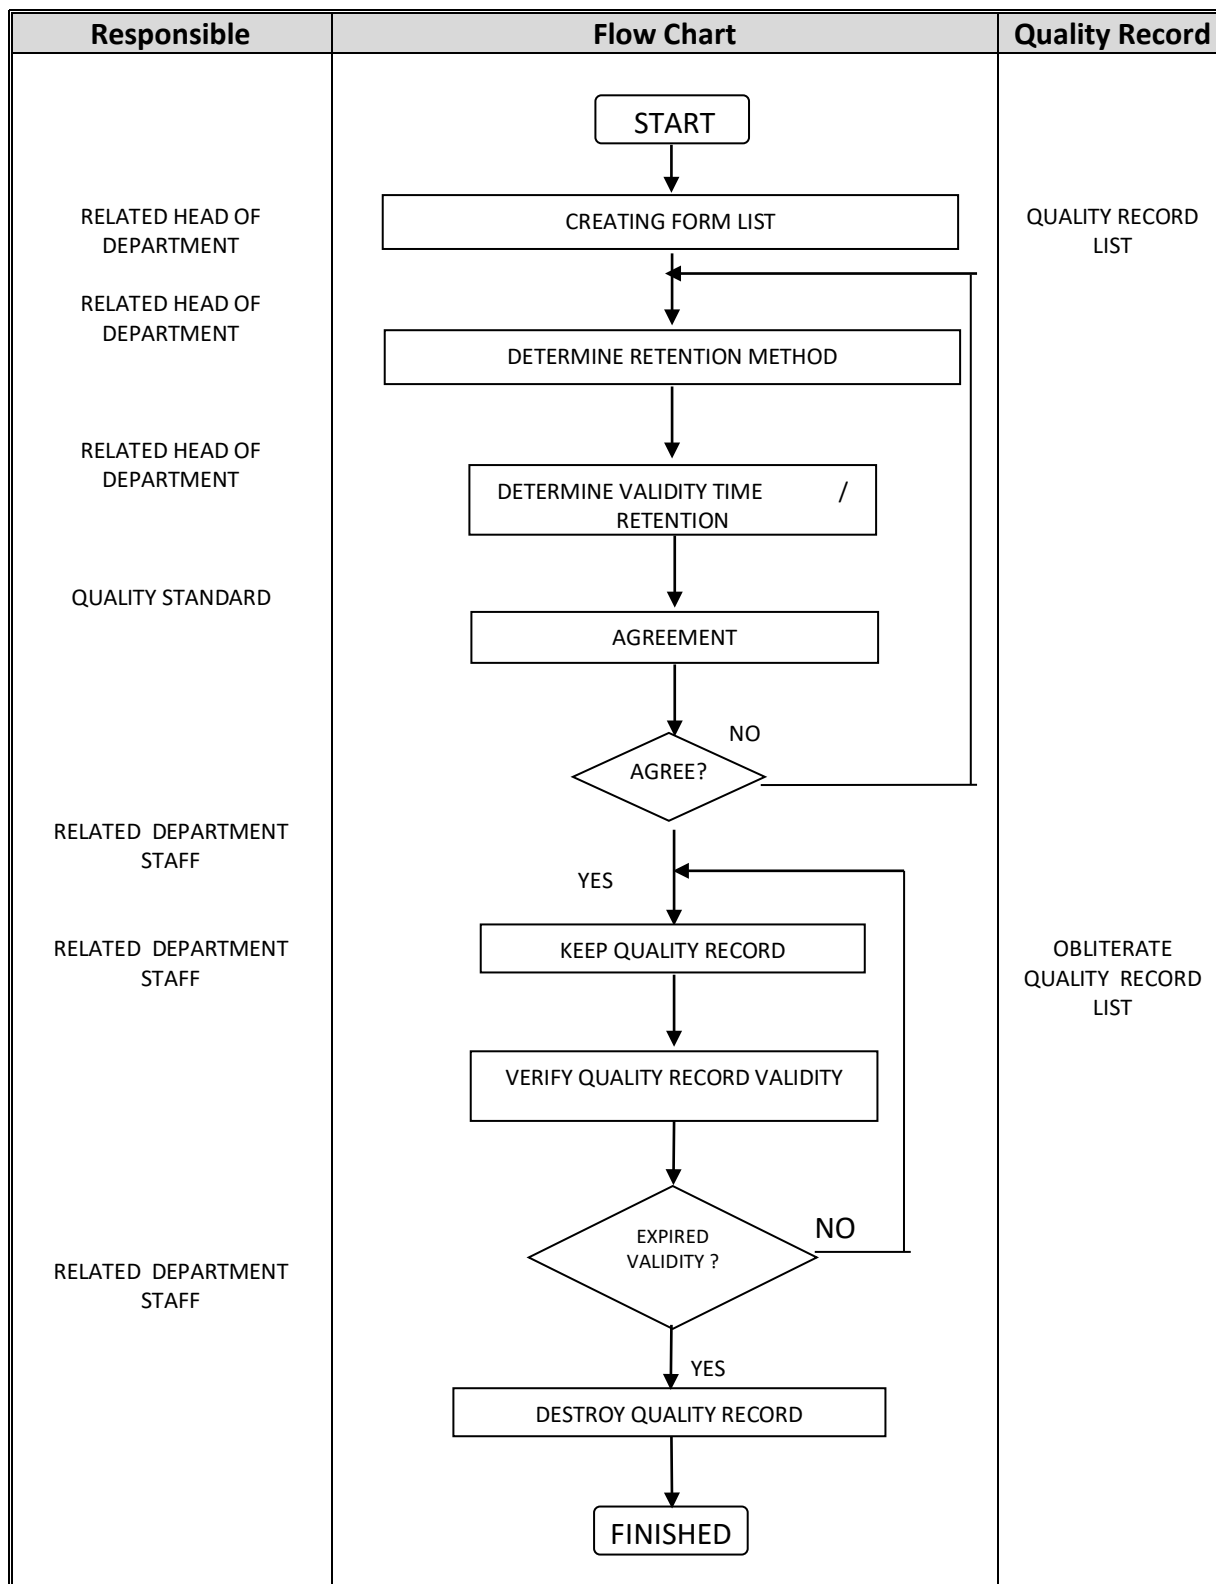 Responsible
Flow Chart
Quality Record
START
RELATED HEAD OF
DEPARTMENT
CREATING FORM LIST
QUALITY RECORD
LIST
RELATED HEAD OF
DEPARTMENT
DETERMINE RETENTION METHOD
RELATED HEAD OF
DEPARTMENT
DETERMINE VALIDITY TIME /
RETENTION
QUALITY STANDARD
AGREEMENT
NO
AGREE?
RELATED DEPARTMENT
STAFF
YES
RELATED DEPARTMENT
STAFF
KEEP QUALITY RECORD
OBLITERATE
QUALITY RECORD
LIST
VERIFY QUALITY RECORD VALIDITY
EXPIRED
VALIDITY ?
NO
RELATED DEPARTMENT
STAFF
YES
DESTROY QUALITY RECORD
FINISHED